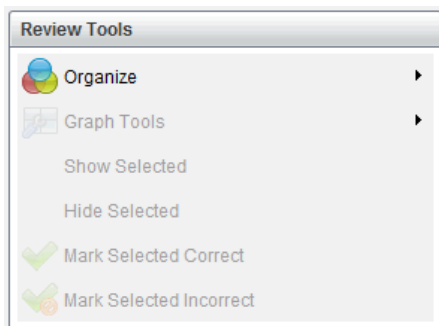 Review Tools
Organize
Graph Tools
Show Selected
Hide Selected
Mark Selected Correct
Mark Selected Incorrect